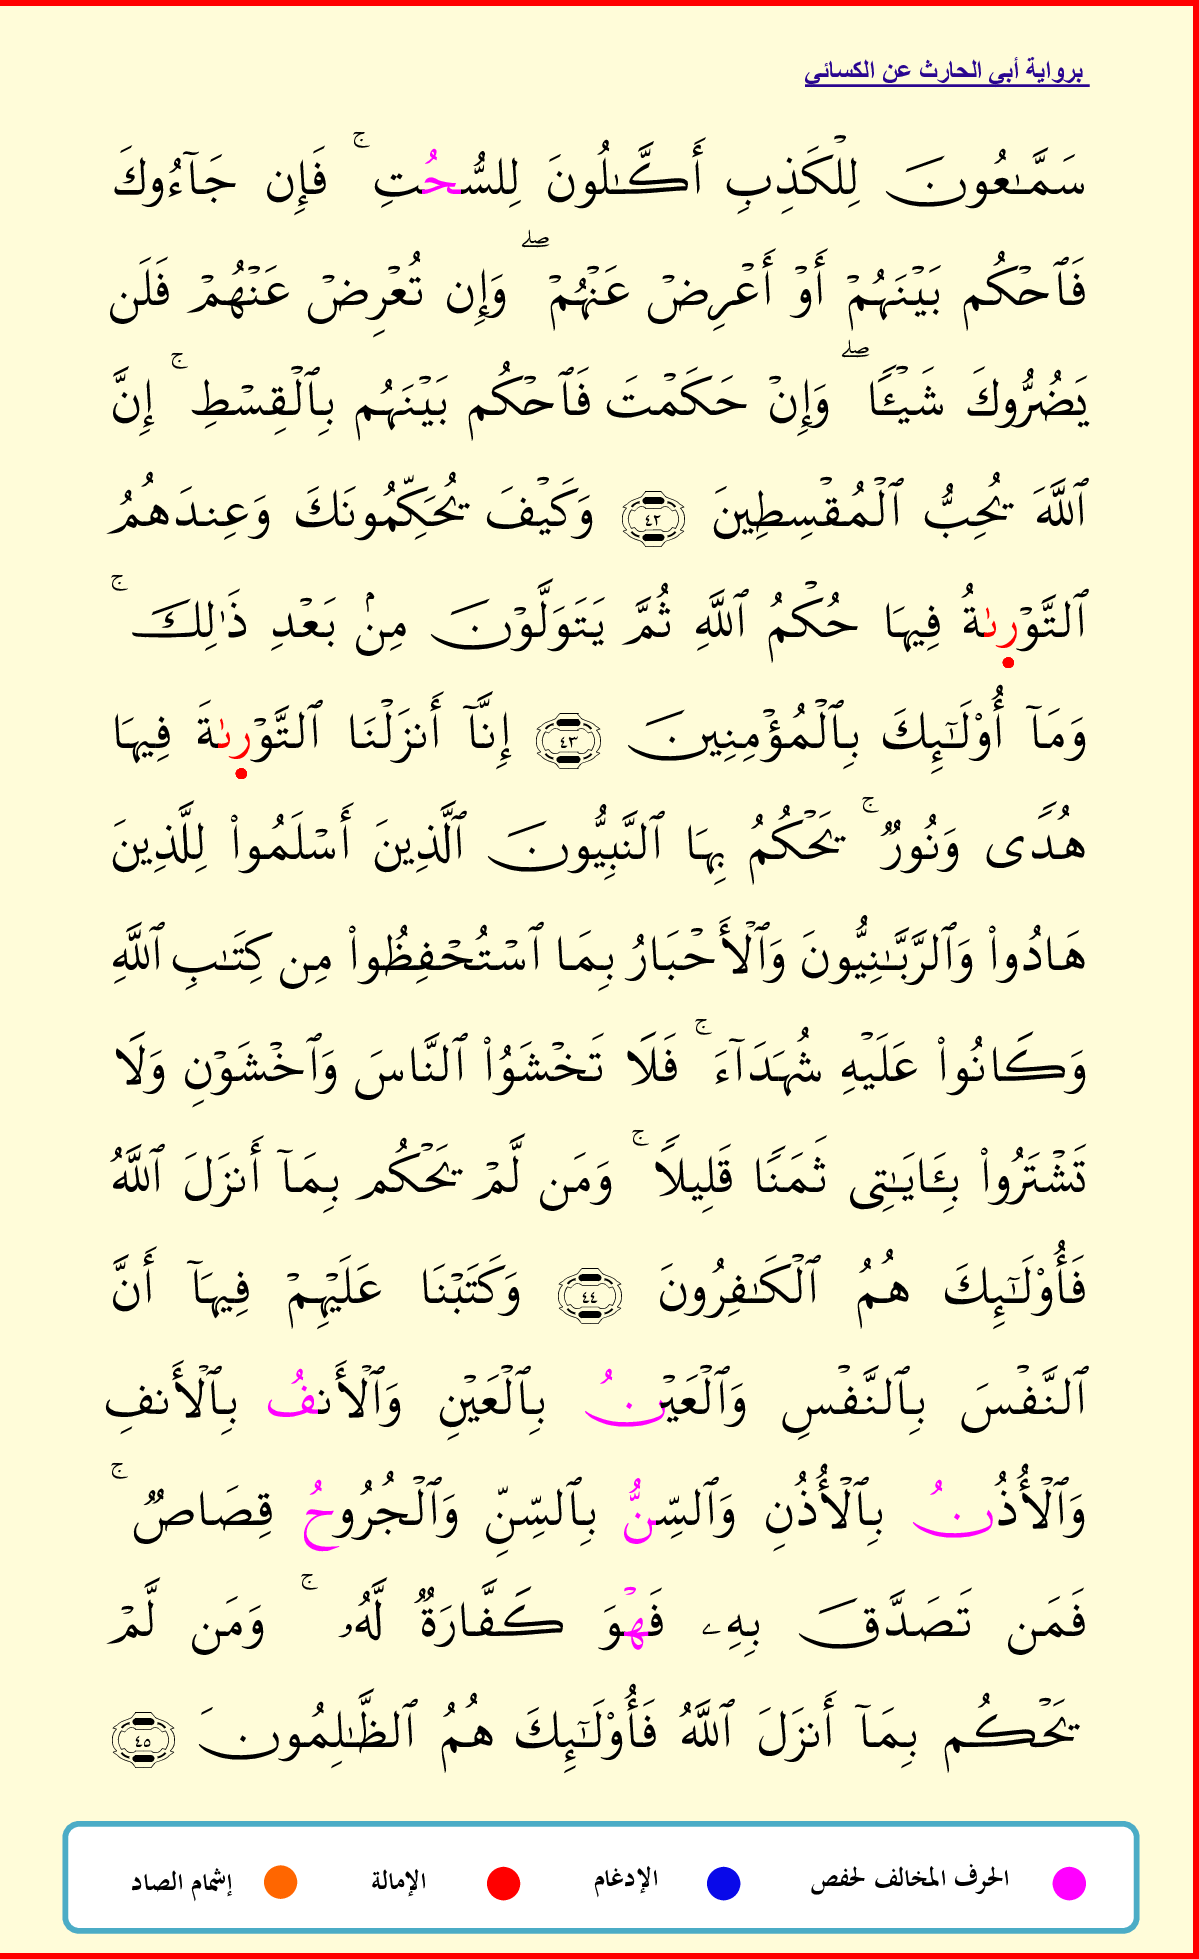 برواية أبي الحارث عن الكسائي
سَمَّـٰعُونَ لِلْكَذِبِ أَكَّـٰلُونَ لِلسُّحُتِ ۚ فَإِن جَآءُوكَ
فَٱحْكُم بَيْنَهُمْ أَوْ أَعْرِضْ عَنْهُمْ ۖ وَإِن تُعْرِضْ عَنْهُمْ فَلَن
يَضُرُّوكَ شَيْـًٔا ۖ وَإِنْ حَكَمْتَ فَٱحْكُم بَيْنَهُم بِٱلْقِسْطِ ۚ إِنَّ
ٱللَّهَ يُحِبُّ ٱلْمُقْسِطِينَ ٤٢ وَكَيْفَ يُحَكِّمُونَكَ وَعِندَهُمُ
ٱلتَّوْرىٰةُ فِيهَا حُكْمُ ٱللَّهِ ثُمَّ يَتَوَلَّوْنَ مِنۢ بَعْدِ ذَٰلِكَ ۚ
وَمَآ أُوْلَـٰٓئِكَ بِٱلْمُؤْمِنِينَ ٤٣ إِنَّآ أَنزَلْنَا ٱلتَّوْرىٰةَ فِيهَا
هُدًى وَنُورٌ ۚ يَحْكُمُ بِهَا ٱلنَّبِيُّونَ ٱلَّذِينَ أَسْلَمُوا۟ لِلَّذِينَ
هَادُوا۟ وَٱلرَّبَّـٰنِيُّونَ وَٱلْأَحْبَارُ بِمَا ٱسْتُحْفِظُوا۟ مِن كِتَـٰبِ ٱللَّهِ
وَكَانُوا۟ عَلَيْهِ شُهَدَآءَ ۚ فَلَا تَخْشَوُا۟ ٱلنَّاسَ وَٱخْشَوْنِ وَلَا
تَشْتَرُوا۟ بِـَٔايَـٰتِى ثَمَنًا قَلِيلًا ۚ وَمَن لَّمْ يَحْكُم بِمَآ أَنزَلَ ٱللَّهُ
فَأُوْلَـٰٓئِكَ هُمُ ٱلْكَـٰفِرُونَ ٤٤ وَكَتَبْنَا عَلَيْهِمْ فِيهَآ أَنَّ
ٱلنَّفْسَ بِٱلنَّفْسِ وَٱلْعَيْنُ بِٱلْعَيْنِ وَٱلْأَنفُ بِٱلْأَنفِ
وَٱلْأُذُنُ بِٱلْأُذُنِ وَٱلسِّنُّ بِٱلسِّنِّ وَٱلْجُرُوحُ قِصَاصٌ ۚ
فَمَن تَصَدَّقَ بِهِۦ فَهْوَ كَفَّارَةٌ لَّهُۥ ۚ وَمَن لَّمْ
يَحْكُم بِمَآ أَنزَلَ ٱللَّهُ فَأُوْلَـٰٓئِكَ هُمُ ٱلظَّـٰلِمُونَ ٤٥
الحرف المخالف لحفص الإدغام الإمالة إشمام الصاد